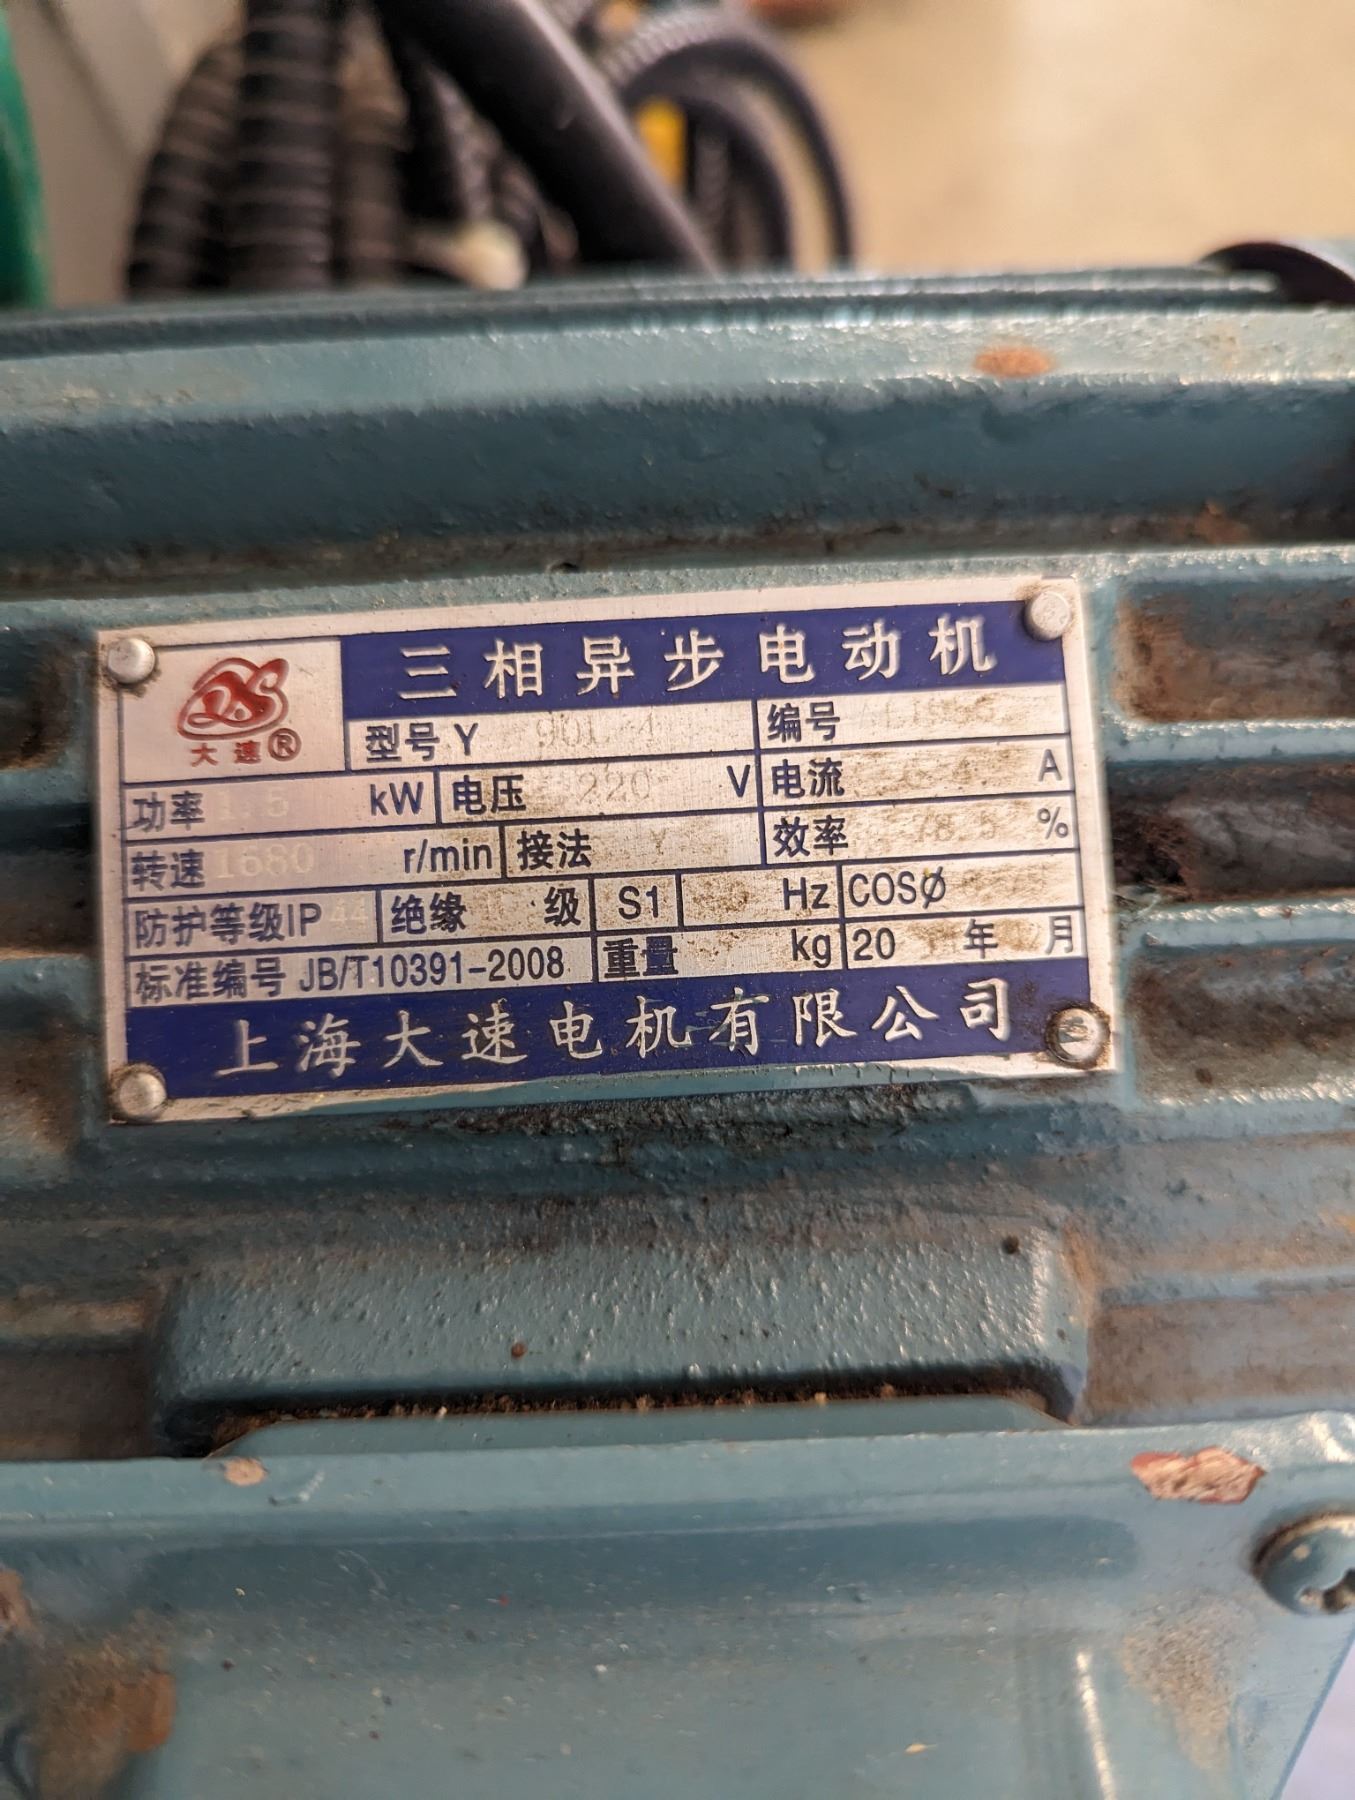 三相异步电动机
大速®
型号 Y 90L-4 编号
功率 1.5 kW 电压 220 V 电流 A
转速 1680 r/min 接法 Y 效率 78.5 %
防护等级IP 44 绝缘 级 S1 Hz COSØ
标准编号 JB/T10391-2008 重量 kg 20 年 月
上海大速电机有限公司